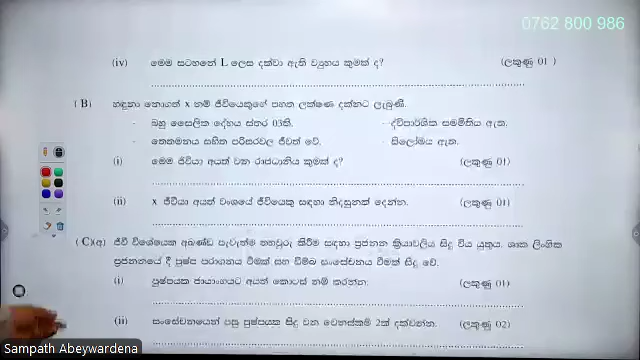 0762 800 986
(iv) මෙම සටහනේ L ලෙස දක්වා ඇති ව්‍යුහය කුමක් ද? (ලකුණු 01 )
(B) හඳුනා නොගත් x නම් ජීවියෙකුගේ පහත ලක්ෂණ දක්නට ලැබුණි.
- බහු සෛලික දේහය ස්තර 03කි. - ද්විපාර්ශික සමමිතිය ඇත.
- තෙතමනය සහිත පරිසරවල ජීවත් වේ. - සිලෝමය ඇත.
(i) මෙම ජීවියා අයත් වන රාජධානිය කුමක් ද? (ලකුණු 01)
(ii) x ජීවියා අයත් වංශයේ ජීවියෙකු සඳහා නිදසුනක් දෙන්න. (ලකුණු 01)
(C)(අ) ජීවී විශේෂයක අඛණ්ඩ පැවැත්ම තහවුරු කිරීම සඳහා ප්‍රජනන ක්‍රියාවලිය සිදු විය යුතුය. ශාක ලිංගික
ප්‍රජනනයේ දී පුෂ්ප පරාගනය වීමක් සහ ඩිම්බ සංසේචනය වීමක් සිදු වේ.
(i) පුෂ්පයක ජායාංගයට අයත් කොටස් නම් කරන්න. (ලකුණු 01)
(ii) සංසේචනයෙන් පසු පුෂ්පයක සිදු වන වෙනස්කම් 2ක් දක්වන්න. (ලකුණු 02)
Sampath Abeywardena